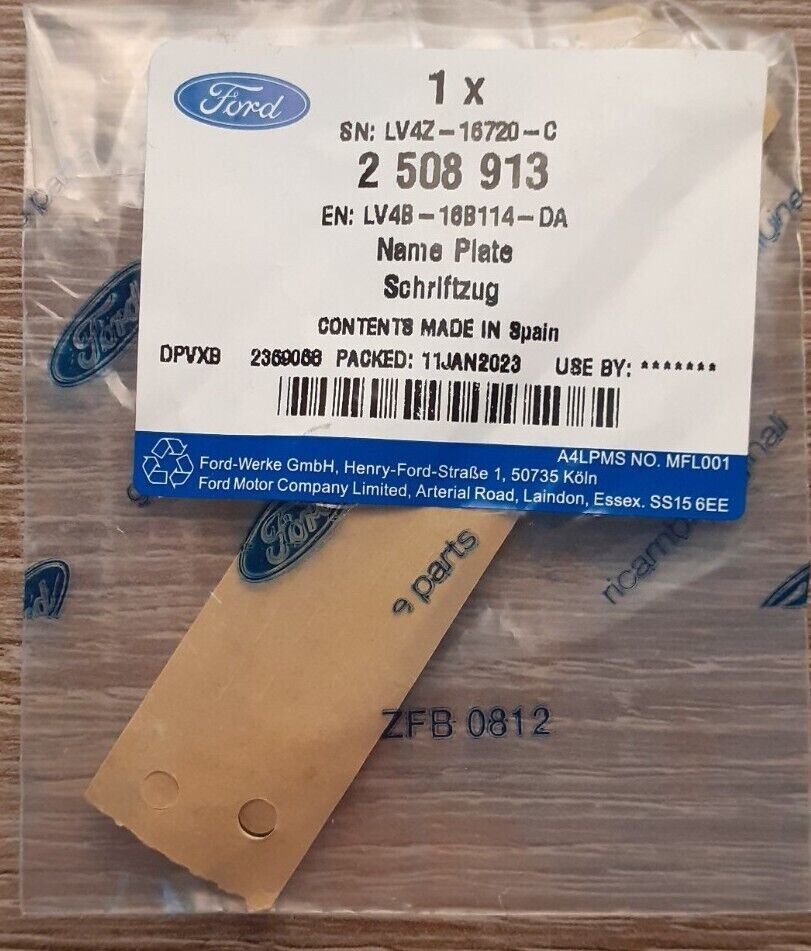 Ford
1 x
SN: LV4Z-16720-C
2 508 913
EN: LV4B-16B114-DA
Name Plate
Schriftzug
CONTENTS MADE IN Spain
DPVXB 2369068 PACKED: 11JAN2023 USE BY: *******
A4LPMS NO. MFL001
Ford-Werke GmbH, Henry-Ford-Straße 1, 50735 Köln
Ford Motor Company Limited, Arterial Road, Laindon, Essex. SS15 6EE
Ford
Ford
parts
ZFB 0812